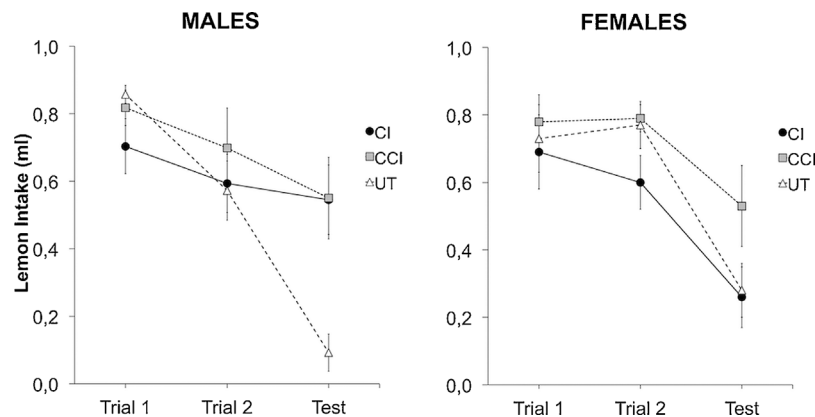 MALES
Lemon Intake (ml)
1,0
0,8
0,6
0,4
0,2
0,0
Trial 1 Trial 2 Test
CI
CCI
UT
FEMALES
1,0
0,8
0,6
0,4
0,2
0,0
Trial 1 Trial 2 Test
CI
CCI
UT